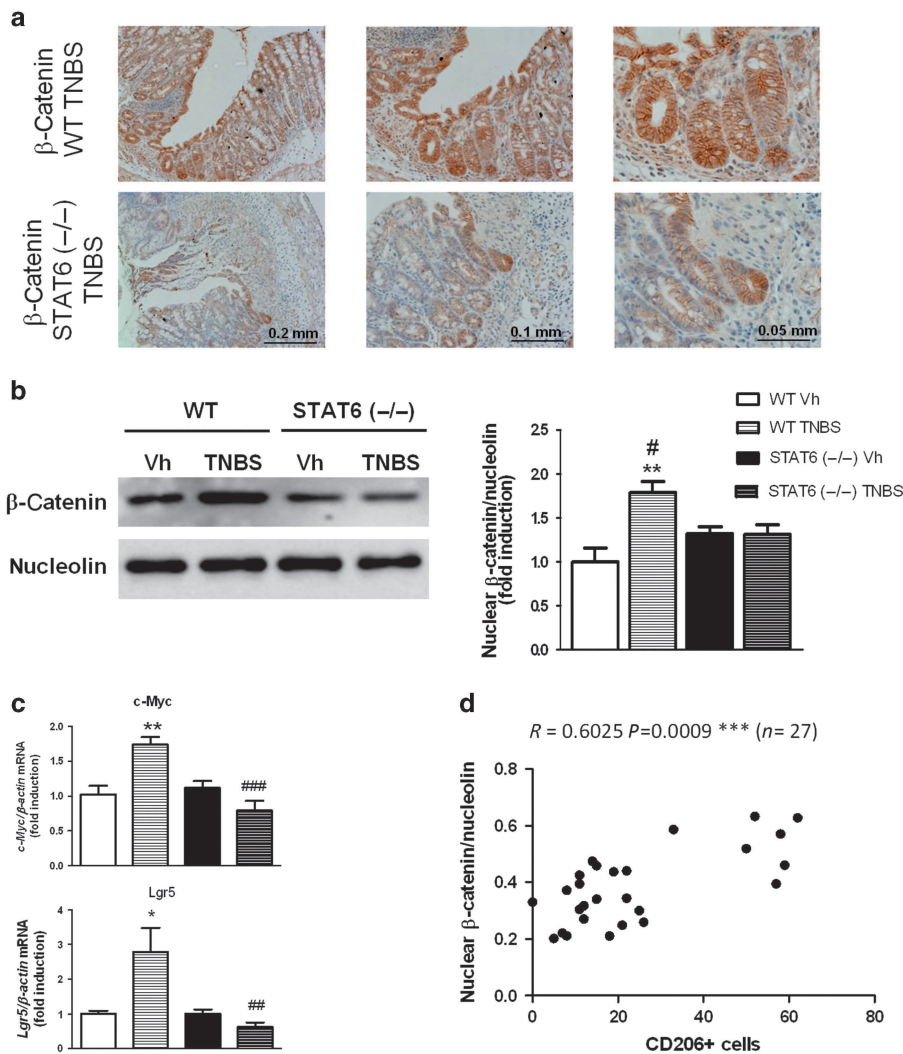 a
β-Catenin
WT TNBS
β-Catenin
STAT6 (–/–)
TNBS
0.2 mm
0.1 mm
0.05 mm
b
WT
STAT6 (–/–)
Vh
TNBS
Vh
TNBS
β-Catenin
Nucleolin
Nuclear β-catenin/nucleolin
(fold induction)
2.5
2.0
1.5
1.0
0.5
0.0
#
**
WT Vh
WT TNBS
STAT6 (–/–) Vh
STAT6 (–/–) TNBS
c
c-Myc
c-Myc/β-actin mRNA
(fold induction)
2.0
1.5
1.0
0.5
0.0
**
###
Lgr5
Lgr5/β-actin mRNA
(fold induction)
4
3
2
1
0
*
##
d
R = 0.6025 P=0.0009 *** (n= 27)
Nuclear β-catenin/nucleolin
0.8
0.6
0.4
0.2
0.0
0
20
40
60
80
CD206+ cells